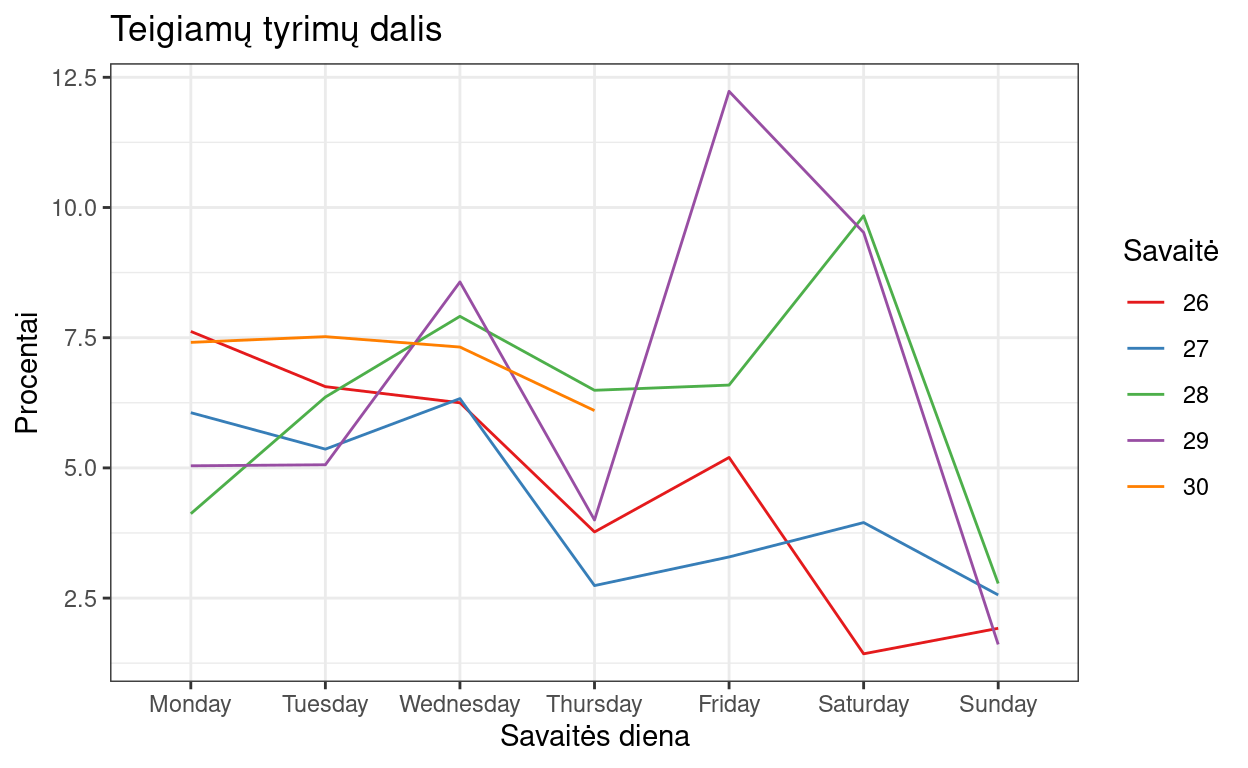 Teigiamų tyrimų dalis
12.5
10.0
7.5
5.0
2.5
Procentai
Monday Tuesday Wednesday Thursday Friday Saturday Sunday
Savaitės diena
Savaitė
26
27
28
29
30